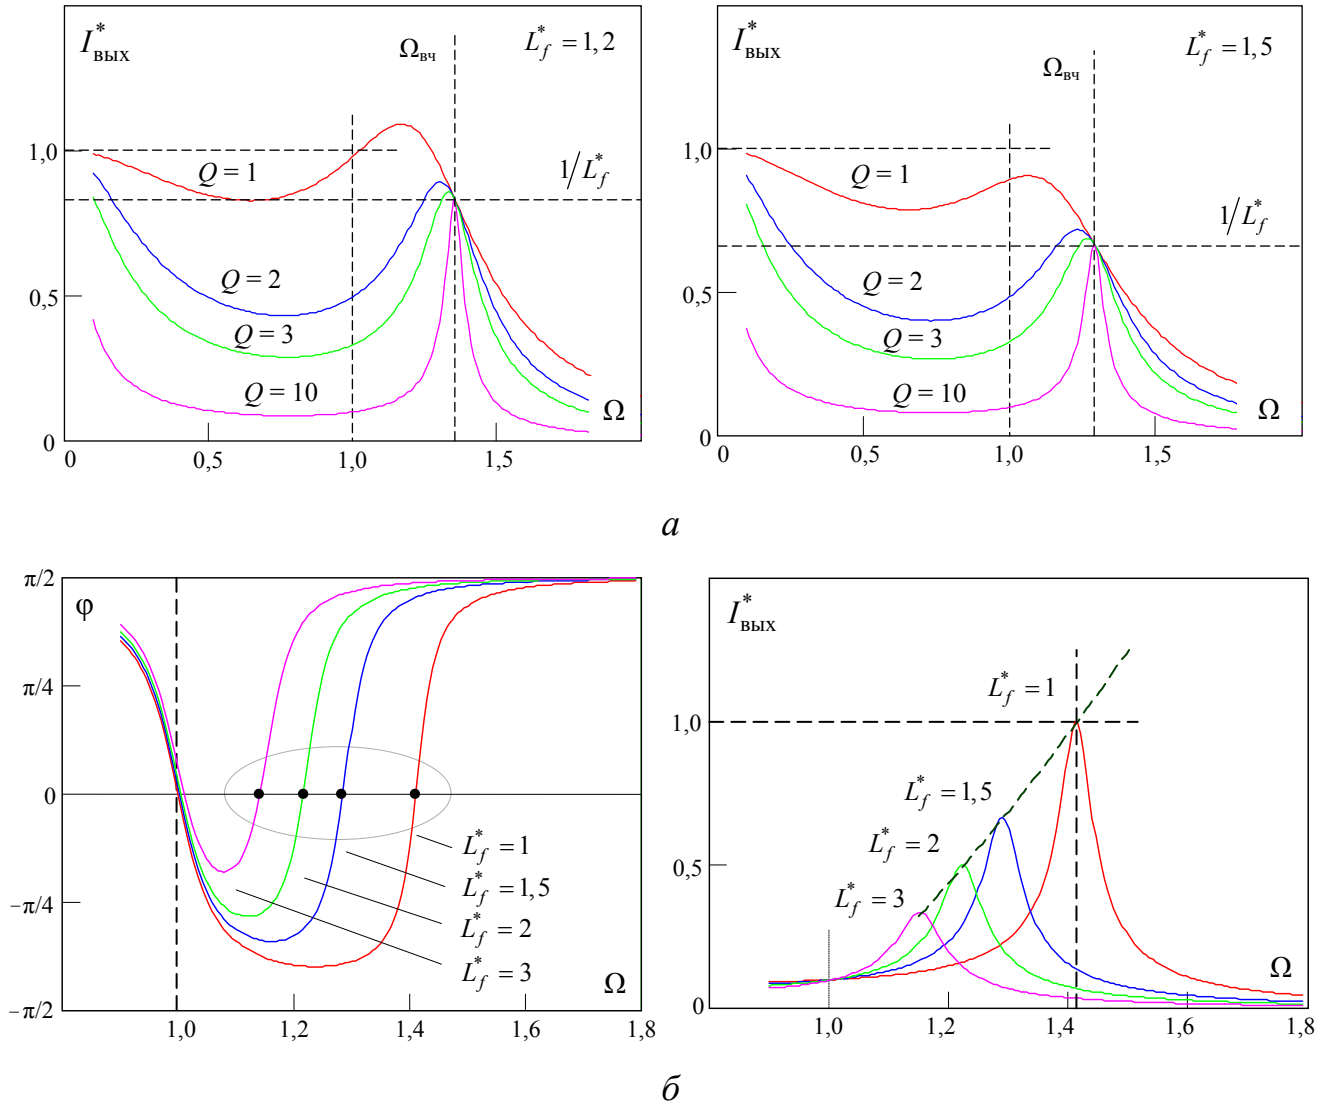 I*вых
L*f = 1,2
Ωвч
1,0
Q = 1
1/L*f
Q = 2
0,5
Q = 3
Q = 10
Ω
0
0 0,5 1,0 1,5
I*вых
L*f = 1,5
Ωвч
1,0
Q = 1
1/L*f
Q = 2
0,5
Q = 3
Q = 10
Ω
0
0 0,5 1,0 1,5
а
π/2
φ
π/4
0
−π/4
−π/2
L*f = 1
L*f = 1,5
L*f = 2
L*f = 3
Ω
1,0 1,2 1,4 1,6 1,8
I*вых
L*f = 1
1,0
L*f = 1,5
L*f = 2
0,5
L*f = 3
Ω
0
1,0 1,2 1,4 1,6 1,8
б